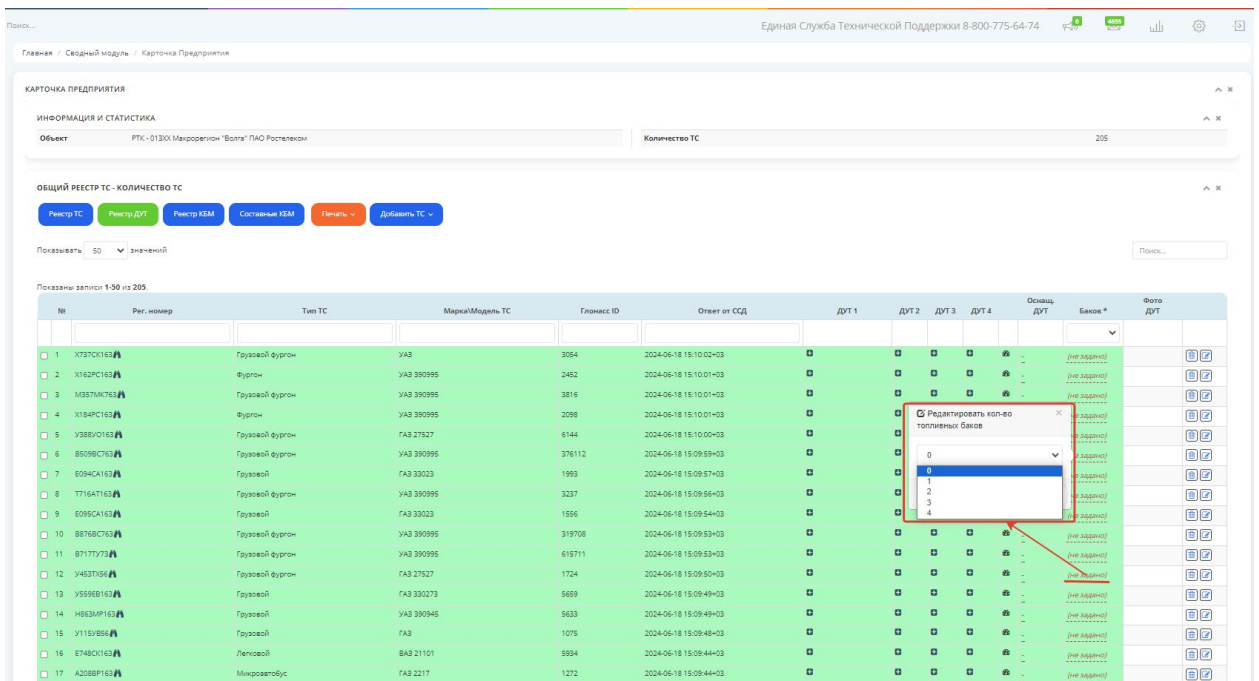 Поиск... Единая Служба Технической Поддержки 8-800-775-64-74 0 4655
Главная / Сводный модуль / Карточка Предприятия
КАРТОЧКА ПРЕДПРИЯТИЯ
ИНФОРМАЦИЯ И СТАТИСТИКА
Объект РТК - 013XX Макрорегион "Волга" ПАО Ростелеком Количество ТС 205
ОБЩИЙ РЕЕСТР ТС - КОЛИЧЕСТВО ТС
Реестр ТС Реестр ДУТ Реестр КБМ Составные КБМ Печать Добавить ТС
Показывать 50 значений Поиск...
Показаны записи 1-50 из 205.
№ Рег. номер Тип ТС Марка\Модель ТС Глонасс ID Ответ от ССД ДУТ 1 ДУТ 2 ДУТ 3 ДУТ 4 Оснащ. ДУТ Баков * Фото ДУТ
1 Х737СК163 Грузовой фургон УАЗ 3054 2024-06-18 15:10:02+03 - (не задано)
2 Х162РС163 Фургон УАЗ 390995 2452 2024-06-18 15:10:01+03 - (не задано)
3 М357МК763 Грузовой фургон УАЗ 390995 3816 2024-06-18 15:10:01+03 - (не задано)
4 Х184РС163 Фургон УАЗ 390995 2098 2024-06-18 15:10:01+03 задано)
Редактировать кол-во
топливных баков
5 У388УО163 Грузовой фургон ГАЗ 27527 6144 2024-06-18 15:10:00+03 задано)
6 В509ВС763 Грузовой фургон УАЗ 390995 376112 2024-06-18 15:09:59+03 задано)
0
7 Е094СА163 Грузовой ГАЗ 33023 1993 2024-06-18 15:09:57+03 задано)
0
1
8 Т716АТ163 Грузовой фургон УАЗ 390995 3237 2024-06-18 15:09:56+03 задано)
2
3
9 Е095СА163 Грузовой ГАЗ 33023 1556 2024-06-18 15:09:54+03 задано)
4
10 В876ВС763 Грузовой фургон УАЗ 390995 319708 2024-06-18 15:09:53+03 - (не задано)
11 В717ТУ73 Грузовой фургон УАЗ 390995 615711 2024-06-18 15:09:53+03 - (не задано)
12 У453ТХ56 Грузовой фургон ГАЗ 27527 1724 2024-06-18 15:09:50+03 - (не задано)
13 У559ЕВ163 Грузовой ГАЗ 330273 5659 2024-06-18 15:09:49+03 - (не задано)
14 Н863МР163 Грузовой УАЗ 390945 5633 2024-06-18 15:09:49+03 - (не задано)
15 У115УВ56 Грузовой ГАЗ 1075 2024-06-18 15:09:48+03 - (не задано)
16 Е748СК163 Легковой ВАЗ 21101 5934 2024-06-18 15:09:44+03 - (не задано)
17 А208ВР163 Микроавтобус ГАЗ 2217 1272 2024-06-18 15:09:44+03 - (не задано)